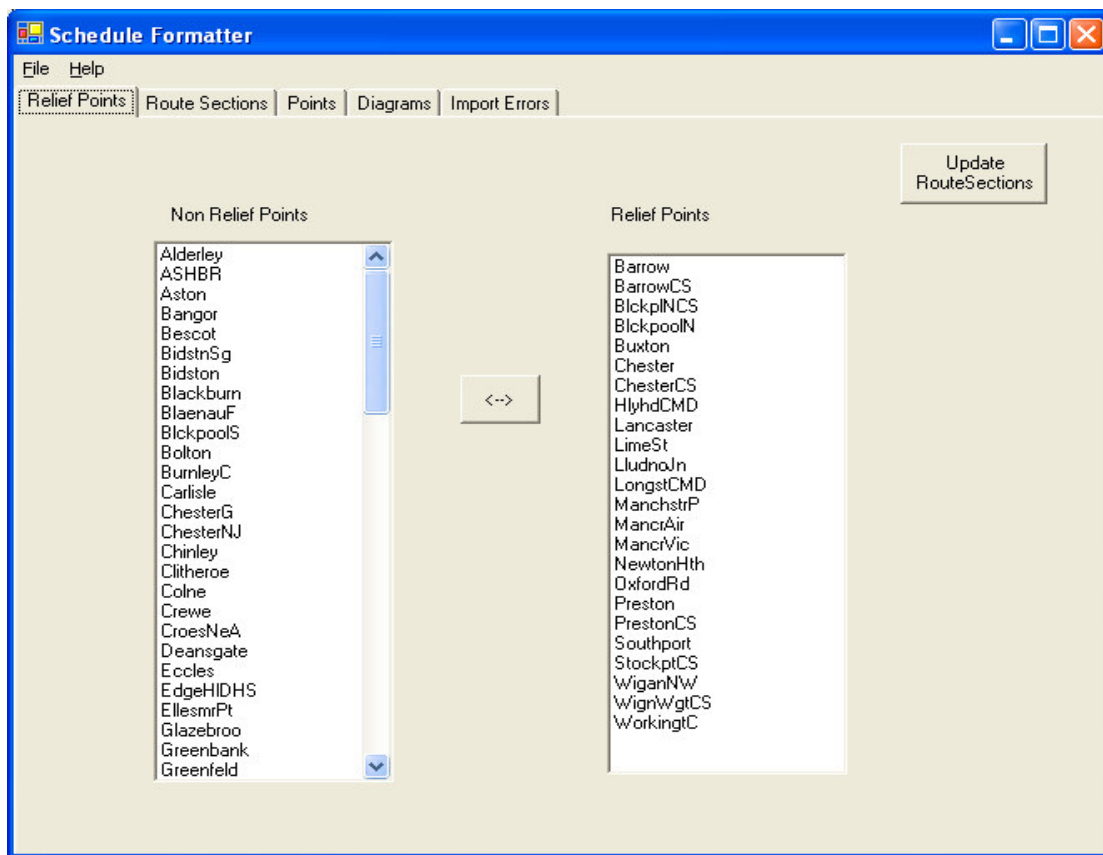 Schedule Formatter
File Help
Relief Points Route Sections Points Diagrams Import Errors
Update
RouteSections
Non Relief Points
Alderley
ASHBR
Aston
Bangor
Bescot
BidstnSg
Bidston
Blackburn
BlaenauF
BlckpoolS
Bolton
BurnleyC
Carlisle
ChesterG
ChesterNJ
Chinley
Clitheroe
Colne
Crewe
CroesNeA
Deansgate
Eccles
EdgeHlDHS
EllesmrPt
Glazebroo
Greenbank
Greenfeld
<-->
Relief Points
Barrow
BarrowCS
BlckplNCS
BlckpoolN
Buxton
Chester
ChesterCS
HlyhdCMD
Lancaster
LimeSt
LludnoJn
LongstCMD
ManchstrP
MancrAir
MancrVic
NewtonHth
OxfordRd
Preston
PrestonCS
Southport
StockptCS
WiganNW
WignWgtCS
WorkingtC